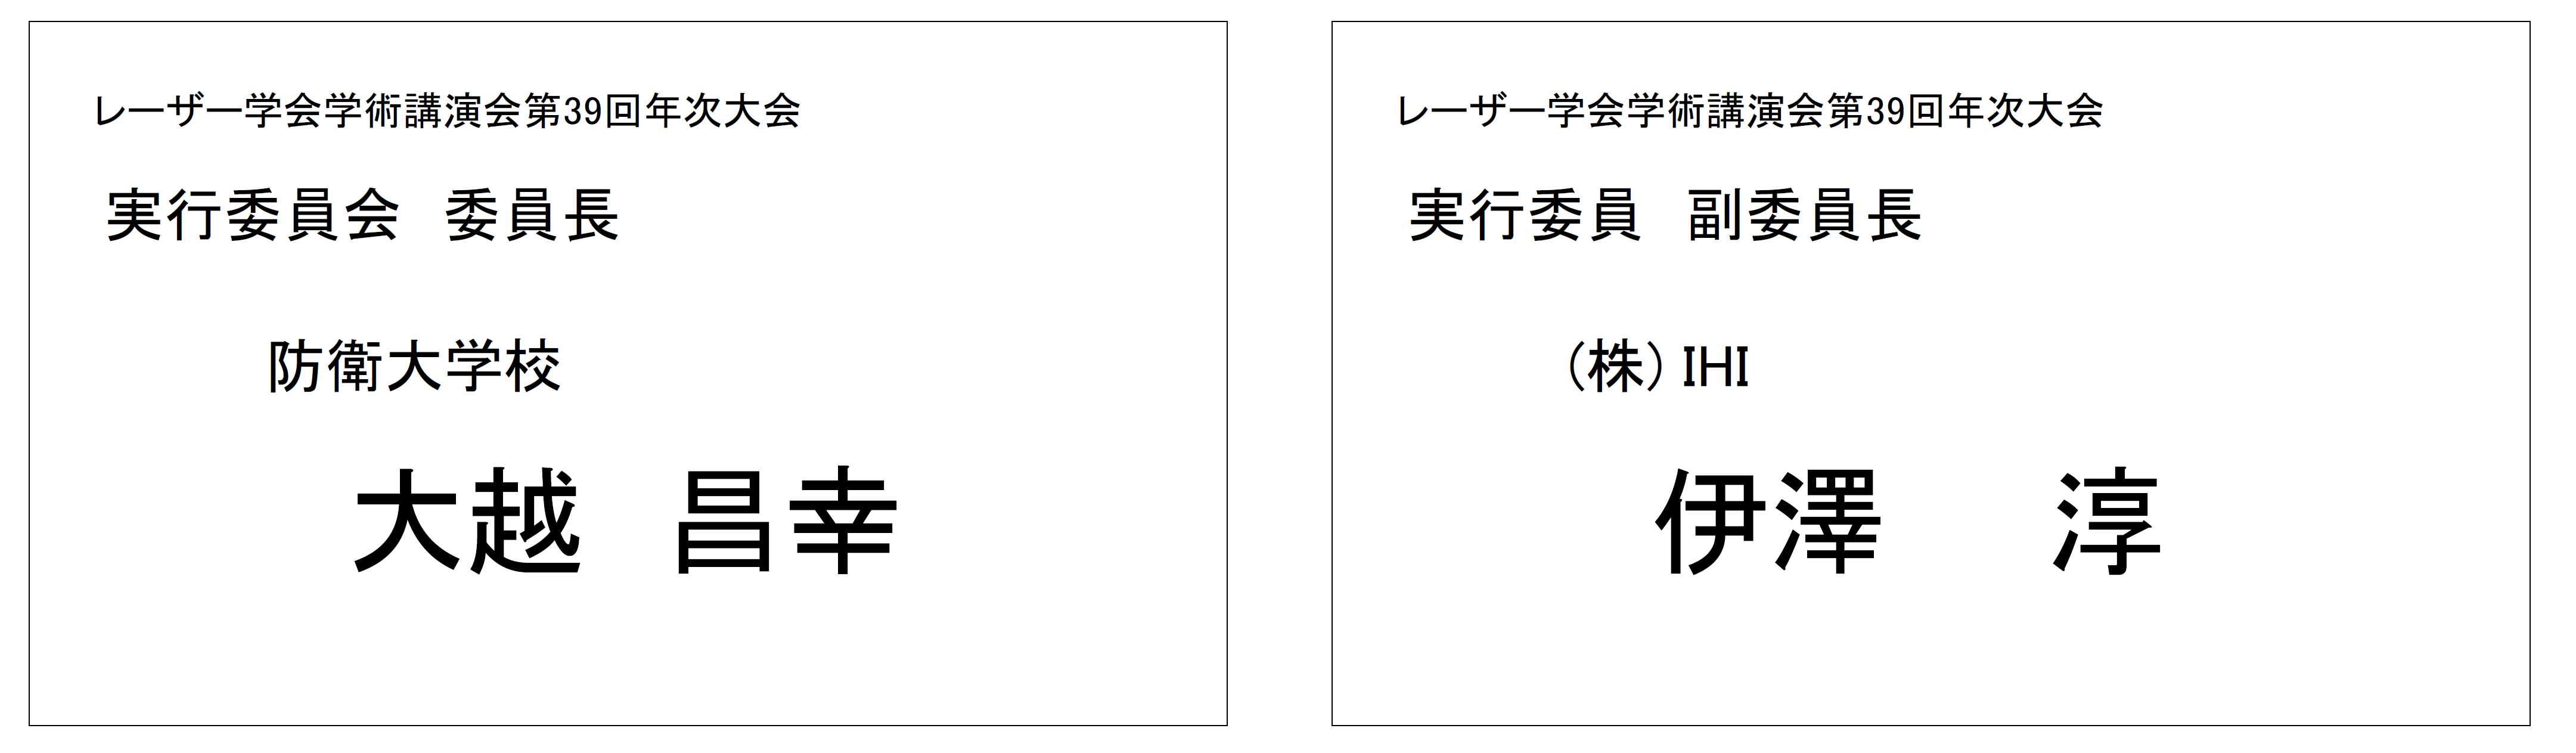 レーザー学会学術講演会第39回年次大会
実行委員会　委員長
防衛大学校
大越　昌幸
レーザー学会学術講演会第39回年次大会
実行委員　副委員長
（株）IHI
伊澤　淳